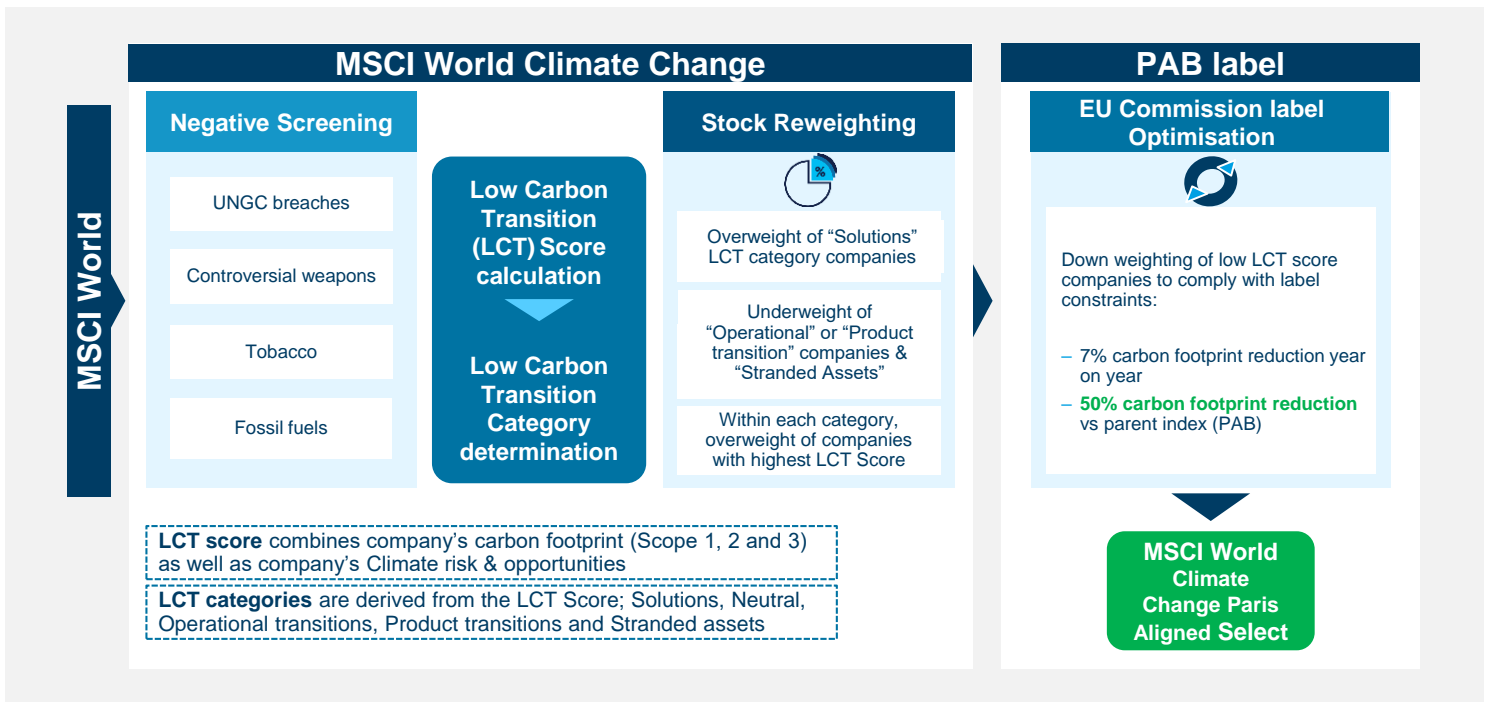 MSCI World
MSCI World Climate Change
Negative Screening
UNGC breaches
Controversial weapons
Tobacco
Fossil fuels
Low Carbon
Transition
(LCT) Score
calculation
Low Carbon
Transition
Category
determination
Stock Reweighting
%
Overweight of “Solutions”
LCT category companies
Underweight of
“Operational” or “Product
transition” companies &
“Stranded Assets”
Within each category,
overweight of companies
with highest LCT Score
LCT score combines company’s carbon footprint (Scope 1, 2 and 3)
as well as company’s Climate risk & opportunities
LCT categories are derived from the LCT Score; Solutions, Neutral,
Operational transitions, Product transitions and Stranded assets
PAB label
EU Commission label
Optimisation
Down weighting of low LCT score
companies to comply with label
constraints:
– 7% carbon footprint reduction year
on year
– 50% carbon footprint reduction
vs parent index (PAB)
MSCI World
Climate
Change Paris
Aligned Select